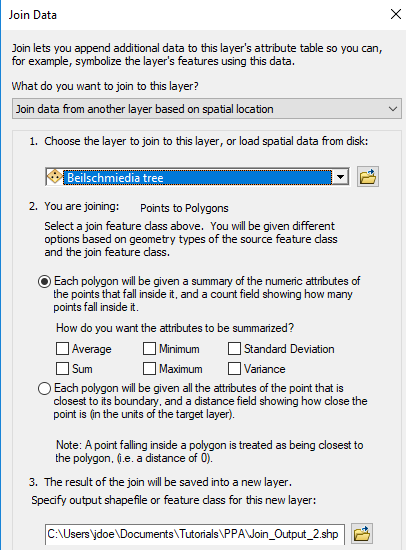 Join Data
Join lets you append additional data to this layer's attribute table so you can,
for example, symbolize the layer's features using this data.
What do you want to join to this layer?
Join data from another layer based on spatial location
1. Choose the layer to join to this layer, or load spatial data from disk:
Beilschmiedia tree
2. You are joining: Points to Polygons
Select a join feature class above. You will be given different
options based on geometry types of the source feature class
and the join feature class.
Each polygon will be given a summary of the numeric attributes of
the points that fall inside it, and a count field showing how many
points fall inside it.
How do you want the attributes to be summarized?
Average Minimum Standard Deviation
Sum Maximum Variance
Each polygon will be given all the attributes of the point that is
closest to its boundary, and a distance field showing how close the
point is (in the units of the target layer).
Note: A point falling inside a polygon is treated as being closest to
the polygon, (i.e. a distance of 0).
3. The result of the join will be saved into a new layer.
Specify output shapefile or feature class for this new layer:
C:\Users\jdoe\Documents\Tutorials\PPA\Join_Output_2.shp